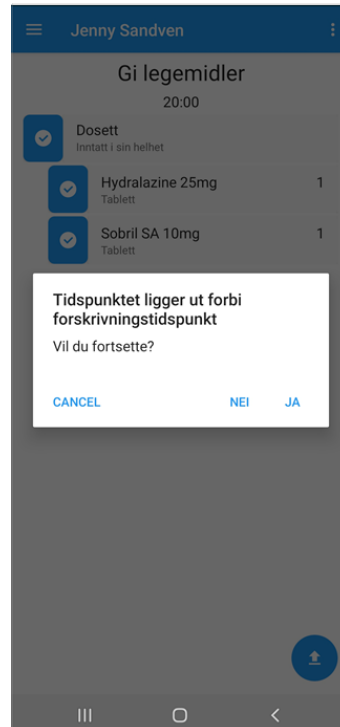 Jenny Sandven
Gi legemidler
20:00
Dosett
Inntatt i sin helhet
Hydralazine 25mg 1
Tablett
Sobril SA 10mg 1
Tablett
Tidspunktet ligger ut forbi
forskrivningstidspunkt
Vil du fortsette?
CANCEL NEI JA